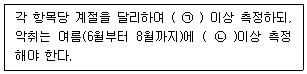 각 항목당 계절을 달리하여 ( ㉠ ) 이상 측정하되,
악취는 여름(6월부터 8월까지)에 ( ㉡ )이상 측정
해야 한다.